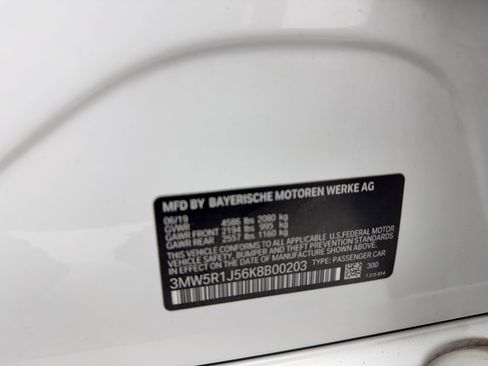 MFD BY BAYERISCHE MOTOREN WERKE AG
06/19
GVWR 4586 lbs 2080 kg
GAWR FRONT 2194 lbs 995 kg
GAWR REAR 2557 lbs 1160 kg
THIS VEHICLE CONFORMS TO ALL APPLICABLE U.S.FEDERAL MOTOR
VEHICLE SAFETY, BUMPER, AND THEFT PREVENTION STANDARDS
IN EFFECT ON THE DATE OF MANUFACTURE SHOWN ABOVE.
3MW5R1J56K8B00203 TYPE: PASSENGER CAR
300